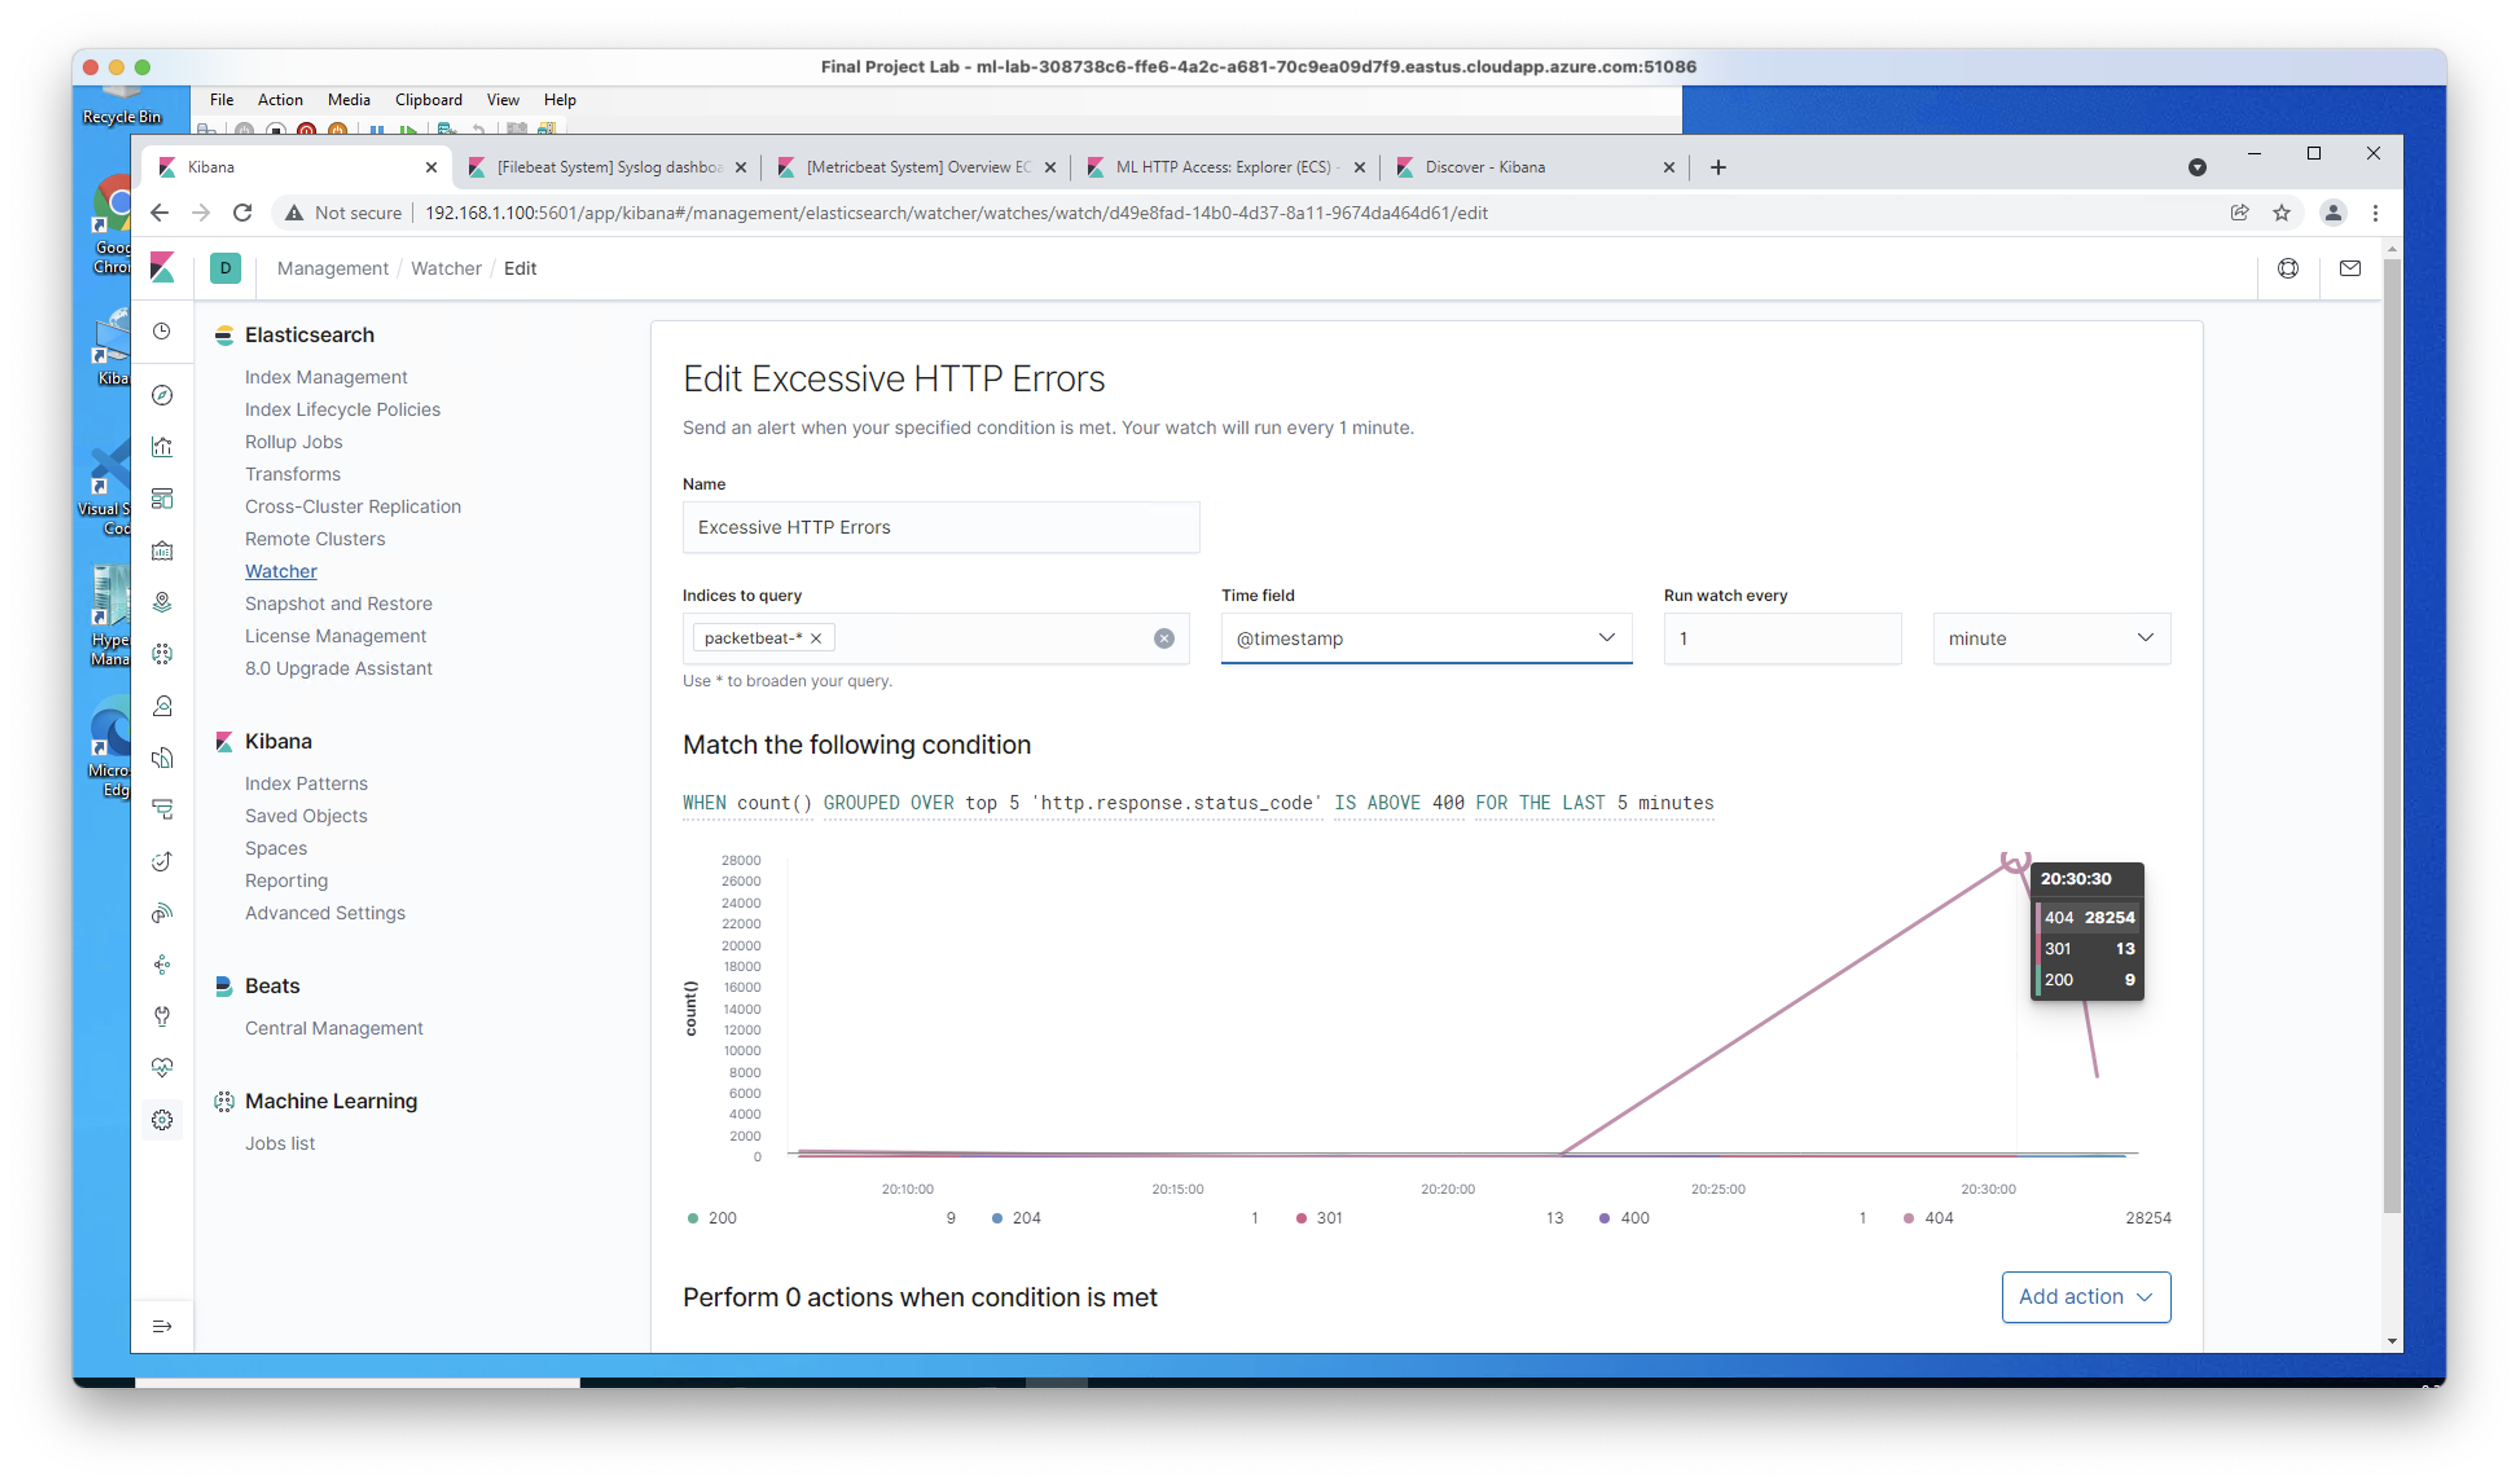 Final Project Lab - ml-lab-308738c6-ffe6-4a2c-a681-70c9ea09d7f9.eastus.cloudapp.azure.com:51086
Recycle Bin
File Action Media Clipboard View Help
Kibana
[Filebeat System] Syslog dashboa
[Metricbeat System] Overview EC
ML HTTP Access: Explorer (ECS) -
Discover - Kibana
Not secure
192.168.1.100:5601/app/kibana#/management/elasticsearch/watcher/watches/watch/d49e8fad-14b0-4d37-8a11-9674da464d61/edit
Goog
Chron
Kiba
Visual S
Cod
Hype
Mana
Micro
Edg
D
Management / Watcher / Edit
Elasticsearch
Index Management
Index Lifecycle Policies
Rollup Jobs
Transforms
Cross-Cluster Replication
Remote Clusters
Watcher
Snapshot and Restore
License Management
8.0 Upgrade Assistant
Kibana
Index Patterns
Saved Objects
Spaces
Reporting
Advanced Settings
Beats
Central Management
Machine Learning
Jobs list
Edit Excessive HTTP Errors
Send an alert when your specified condition is met. Your watch will run every 1 minute.
Name
Excessive HTTP Errors
Indices to query
packetbeat-*
Use * to broaden your query.
Time field
@timestamp
Run watch every
1
minute
Match the following condition
WHEN count() GROUPED OVER top 5 'http.response.status_code' IS ABOVE 400 FOR THE LAST 5 minutes
count()
28000
26000
24000
22000
20000
18000
16000
14000
12000
10000
8000
6000
4000
2000
0
20:30:30
404 28254
301 13
200 9
20:10:00 20:15:00 20:20:00 20:25:00 20:30:00
200 9 204 1 301 13 400 1 404 28254
Perform 0 actions when condition is met
Add action